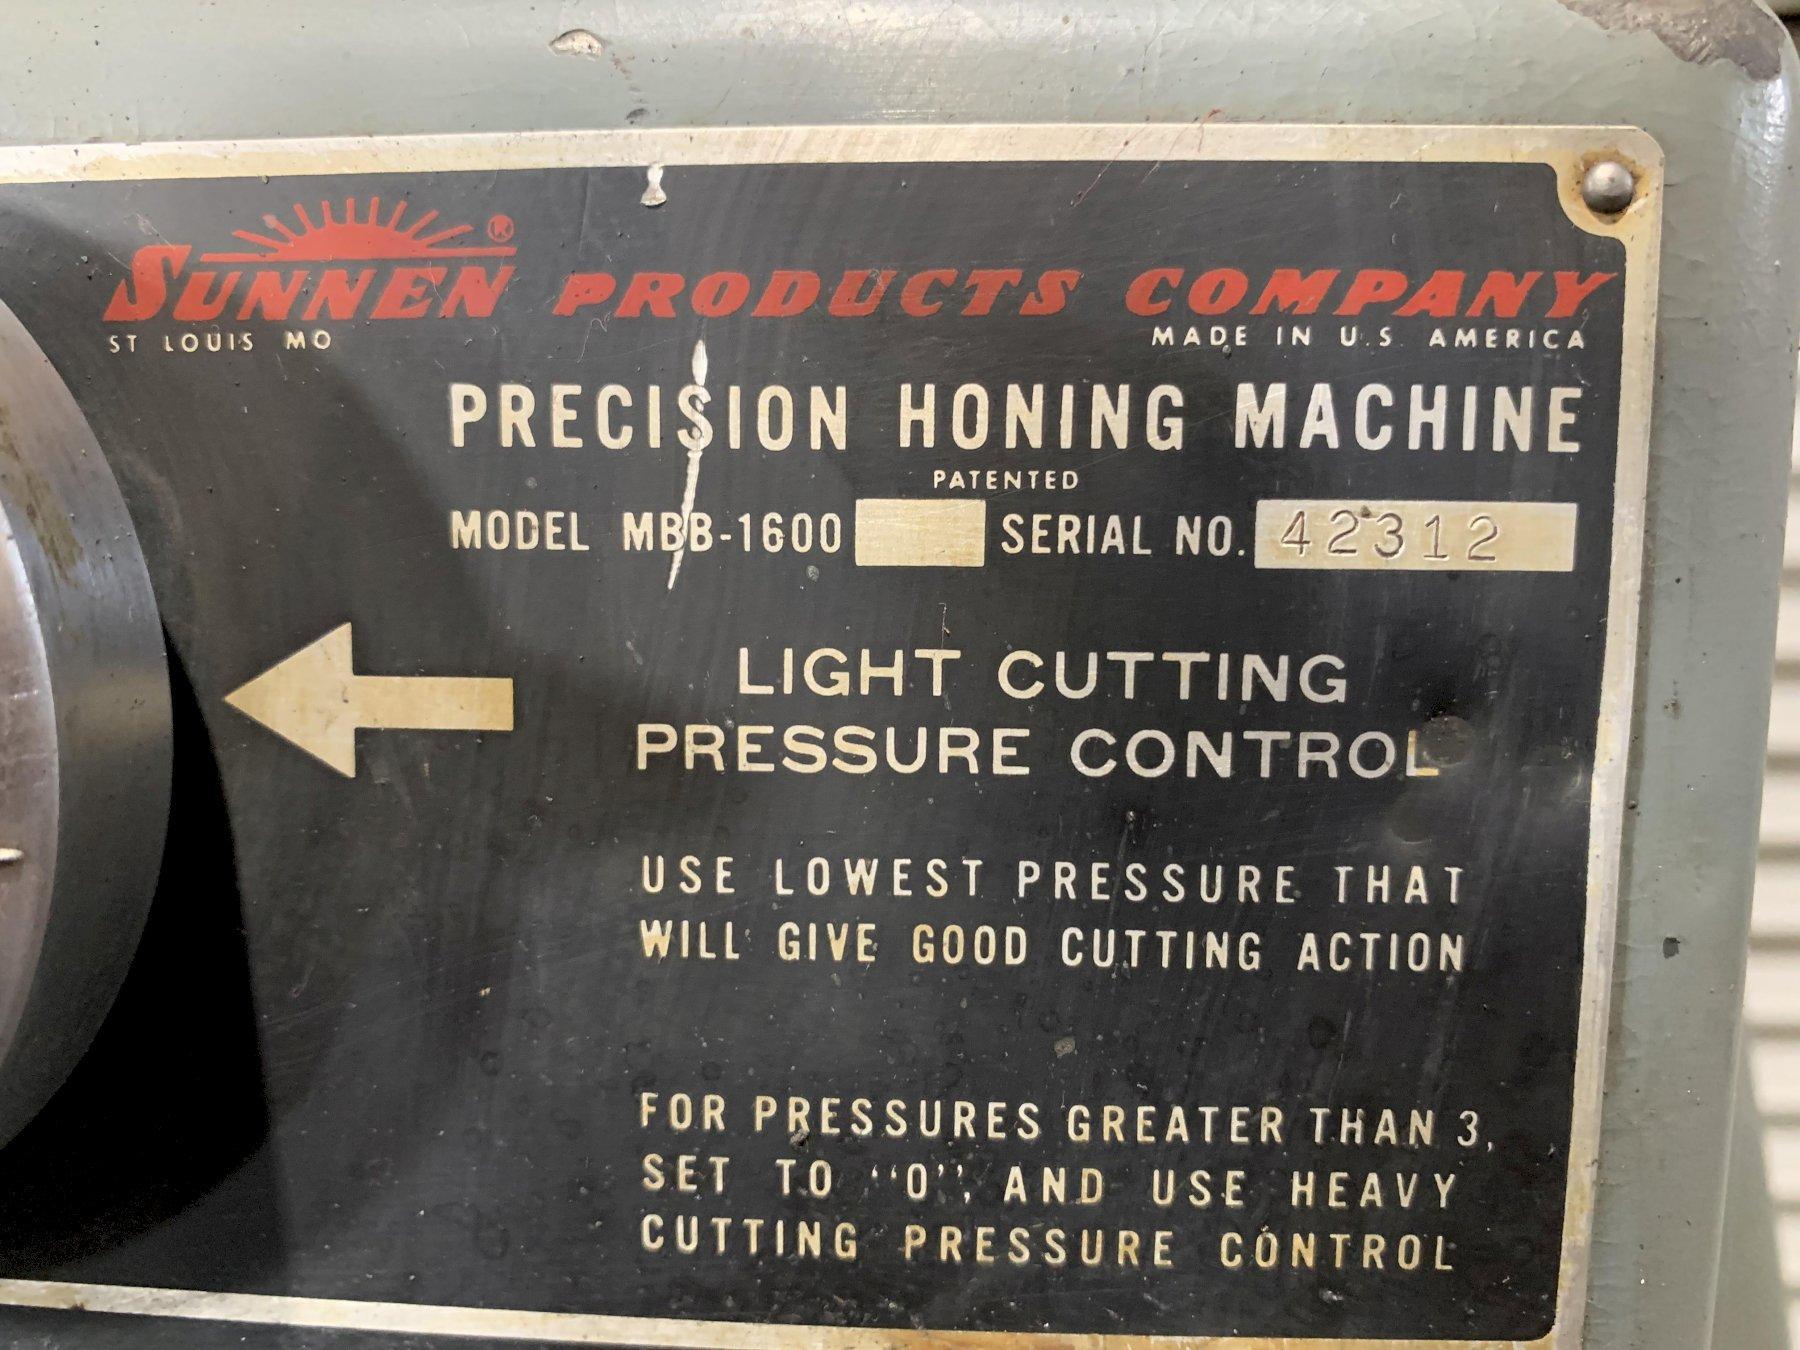 SUNNEN® PRODUCTS COMPANY
ST LOUIS MO MADE IN U.S. AMERICA
PRECISION HONING MACHINE
PATENTED
MODEL MBB-1600 SERIAL NO. 42312
LIGHT CUTTING
PRESSURE CONTROL
USE LOWEST PRESSURE THAT
WILL GIVE GOOD CUTTING ACTION
FOR PRESSURES GREATER THAN 3,
SET TO "0", AND USE HEAVY
CUTTING PRESSURE CONTROL